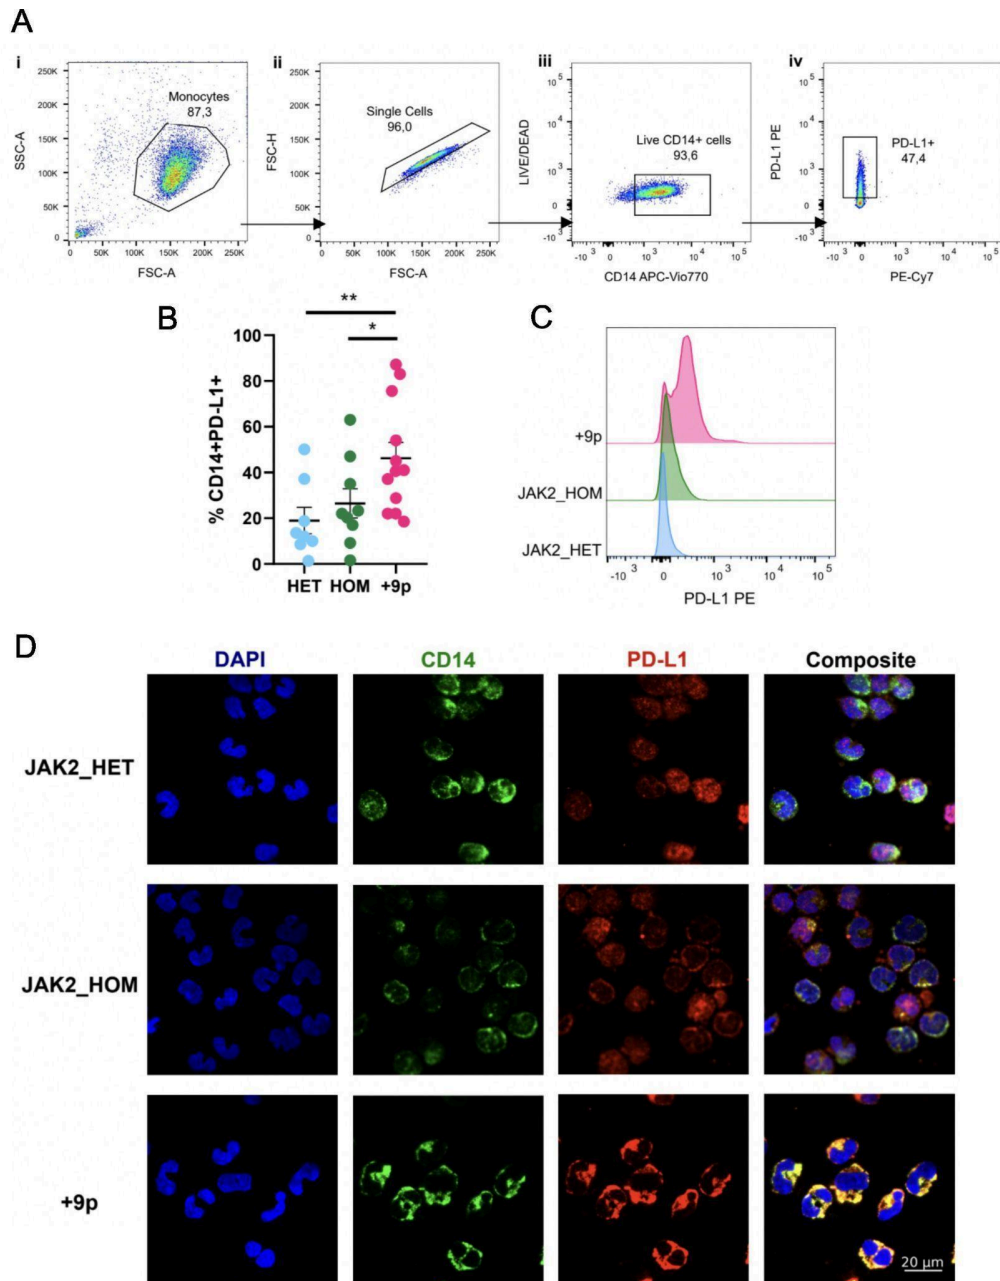 A
i
ii
iii
iv
250K
200K
150K
100K
50K
0
SSC-A
Monocytes
87,3
0 50K 100K 150K 200K 250K
FSC-A
250K
200K
150K
100K
50K
0
FSC-H
Single Cells
96,0
0 50K 100K 150K 200K 250K
FSC-A
10 5
10 4
10 3
0
-10 3
LIVE/DEAD
Live CD14+ cells
93,6
-10 3 0 10 3 10 4 10 5
CD14 APC-Vio770
10 5
10 4
10 3
0
-10 3
PD-L1 PE
PD-L1+
47,4
-10 3 0 10 3 10 4 10 5
PE-Cy7
B
**
*
100
80
60
40
20
0
% CD14+PD-L1+
HET HOM +9p
C
+9p
JAK2_HOM
JAK2_HET
-10 3 0 10 3 10 4 10 5
PD-L1 PE
D
DAPI CD14 PD-L1 Composite
JAK2_HET
JAK2_HOM
+9p
20 µm